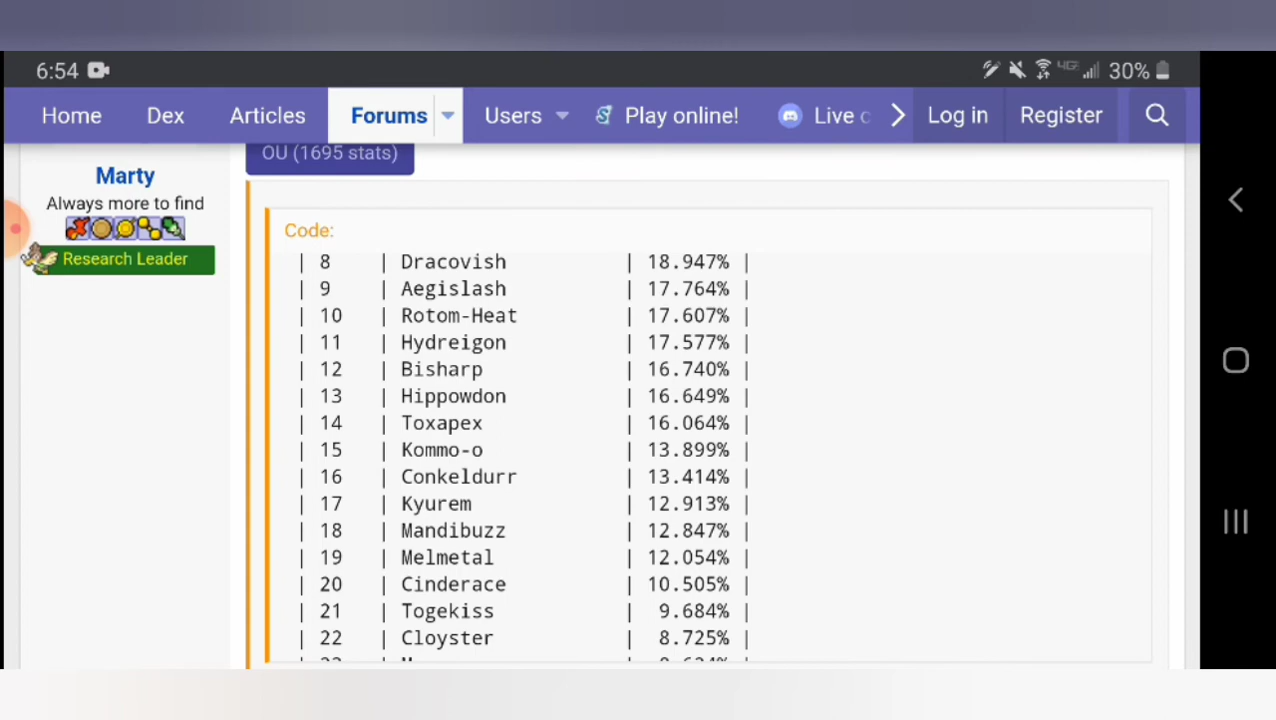 6:54 4G 30%
Home Dex Articles Forums Users Play online! Live c Log in Register
OU (1695 stats)
Marty
Always more to find
Research Leader
Code:
| 8 | Dracovish | 18.947% |
| 9 | Aegislash | 17.764% |
| 10 | Rotom-Heat | 17.607% |
| 11 | Hydreigon | 17.577% |
| 12 | Bisharp | 16.740% |
| 13 | Hippowdon | 16.649% |
| 14 | Toxapex | 16.064% |
| 15 | Kommo-o | 13.899% |
| 16 | Conkeldurr | 13.414% |
| 17 | Kyurem | 12.913% |
| 18 | Mandibuzz | 12.847% |
| 19 | Melmetal | 12.054% |
| 20 | Cinderace | 10.505% |
| 21 | Togekiss | 9.684% |
| 22 | Cloyster | 8.725% |